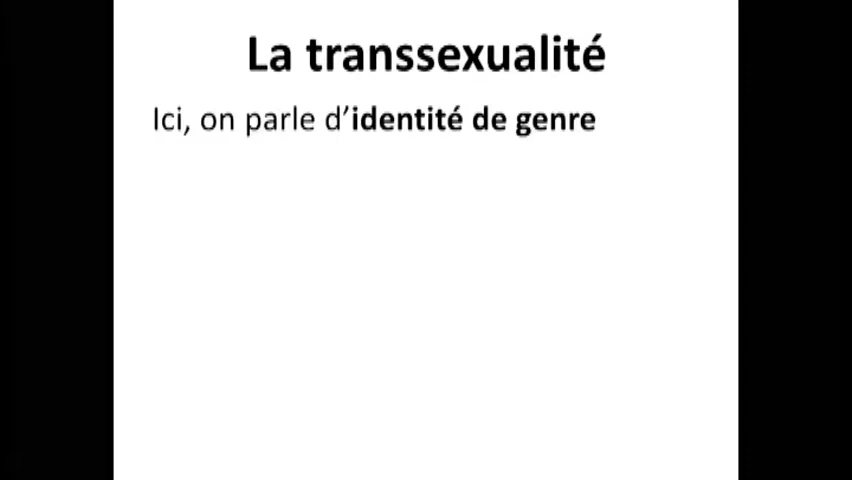 La transsexualité
Ici, on parle d’identité de genre